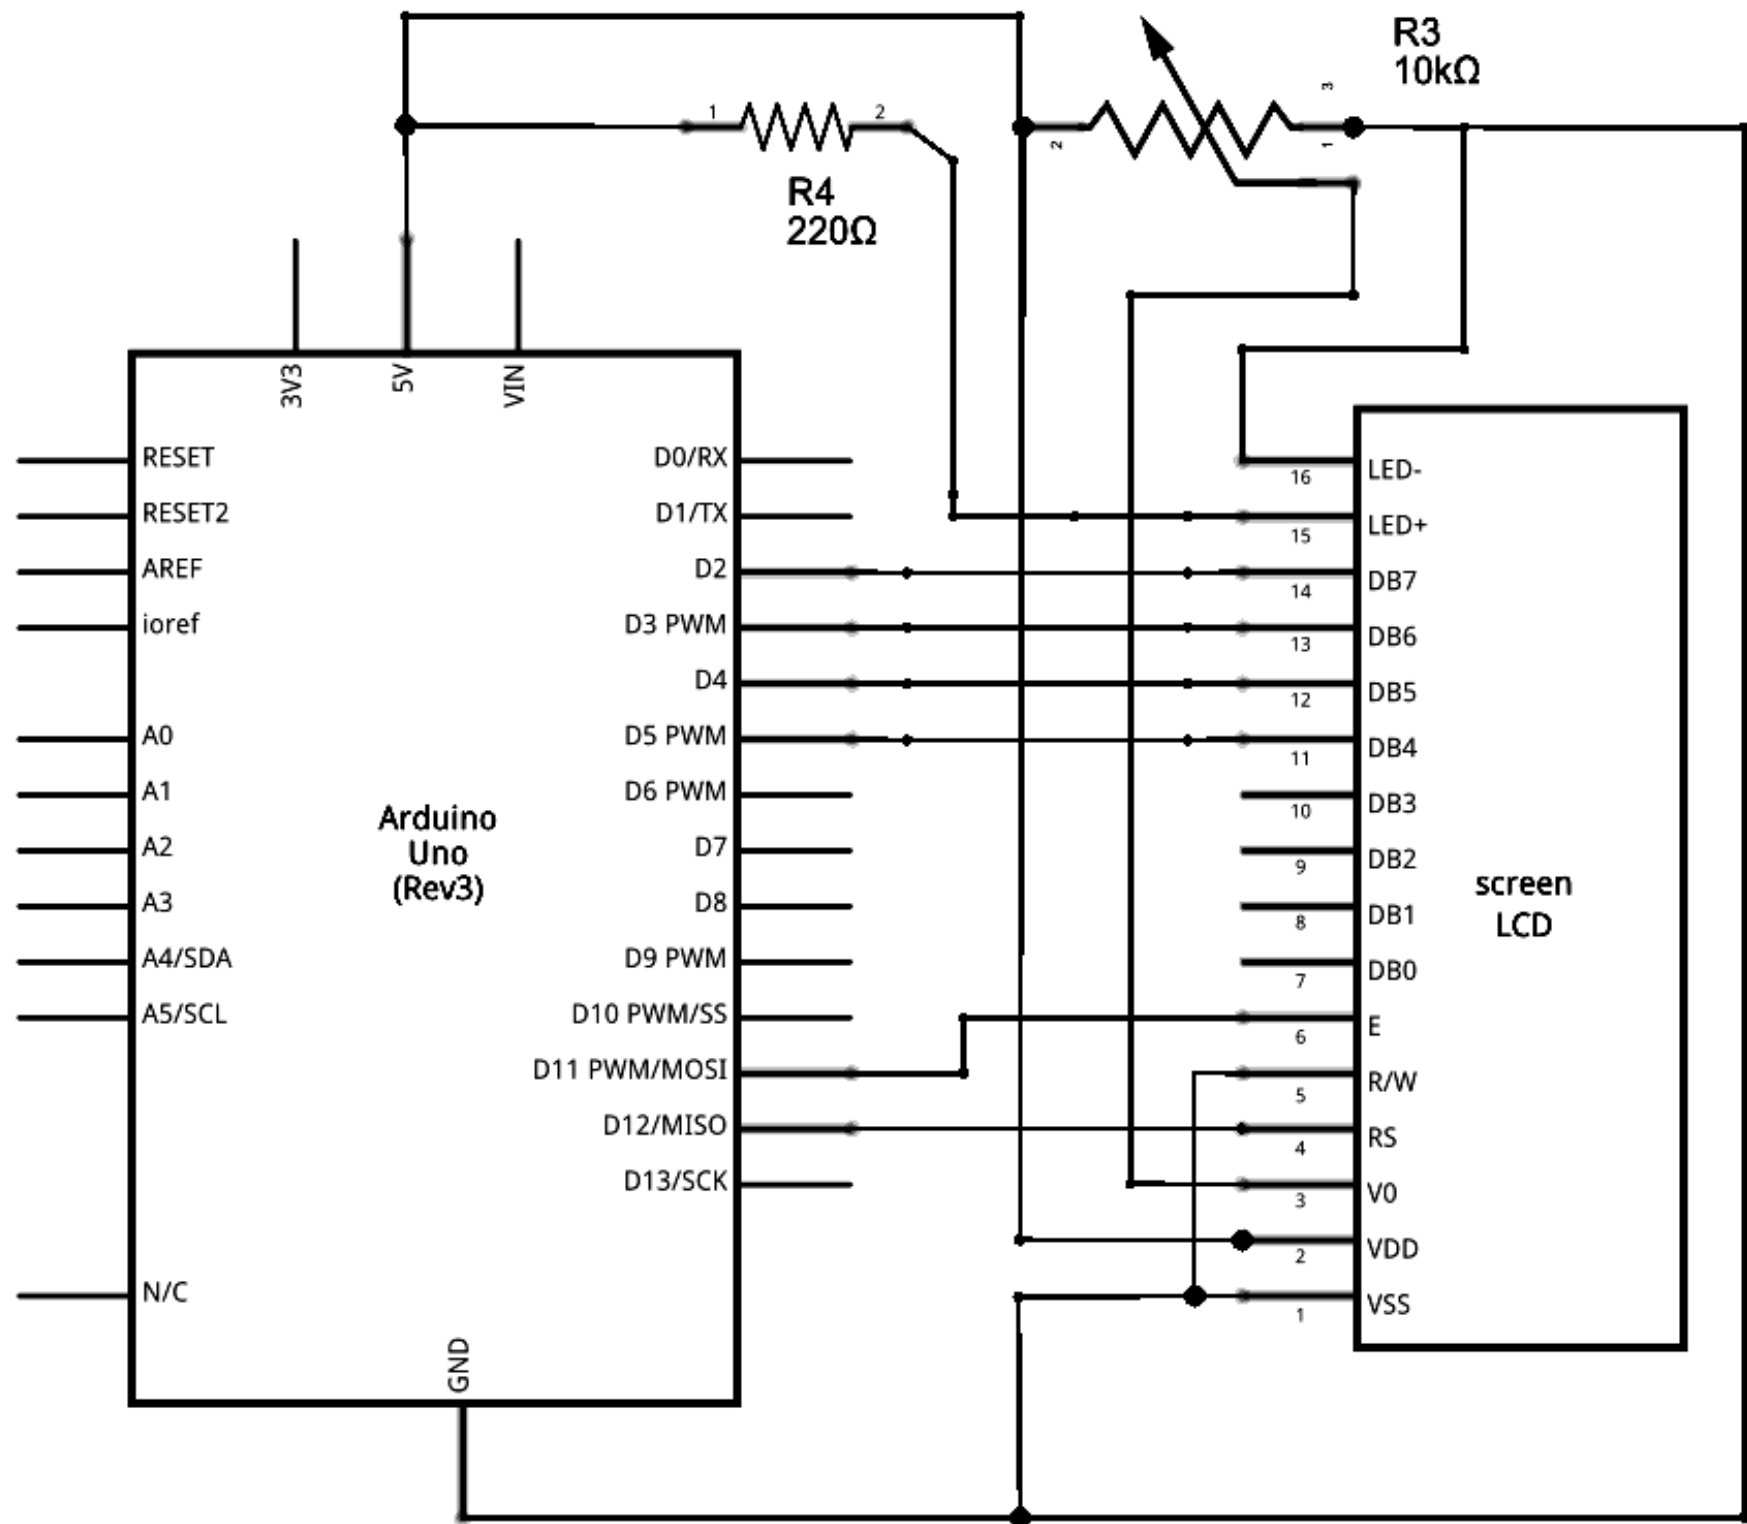 R3
10kΩ
3
1
2
1
2
R4
220Ω
3V3
5V
VIN
RESET
RESET2
AREF
ioref
A0
A1
A2
A3
A4/SDA
A5/SCL
N/C
Arduino
Uno
(Rev3)
GND
D0/RX
D1/TX
D2
D3 PWM
D4
D5 PWM
D6 PWM
D7
D8
D9 PWM
D10 PWM/SS
D11 PWM/MOSI
D12/MISO
D13/SCK
16 LED-
15 LED+
14 DB7
13 DB6
12 DB5
11 DB4
10 DB3
9 DB2
8 DB1
7 DB0
6 E
5 R/W
4 RS
3 V0
2 VDD
1 VSS
screen
LCD